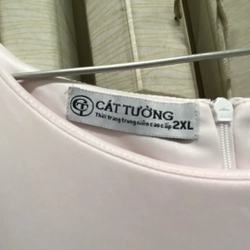 CÁT TƯỜNG
Thời trang trung niên cao cấp 2XL